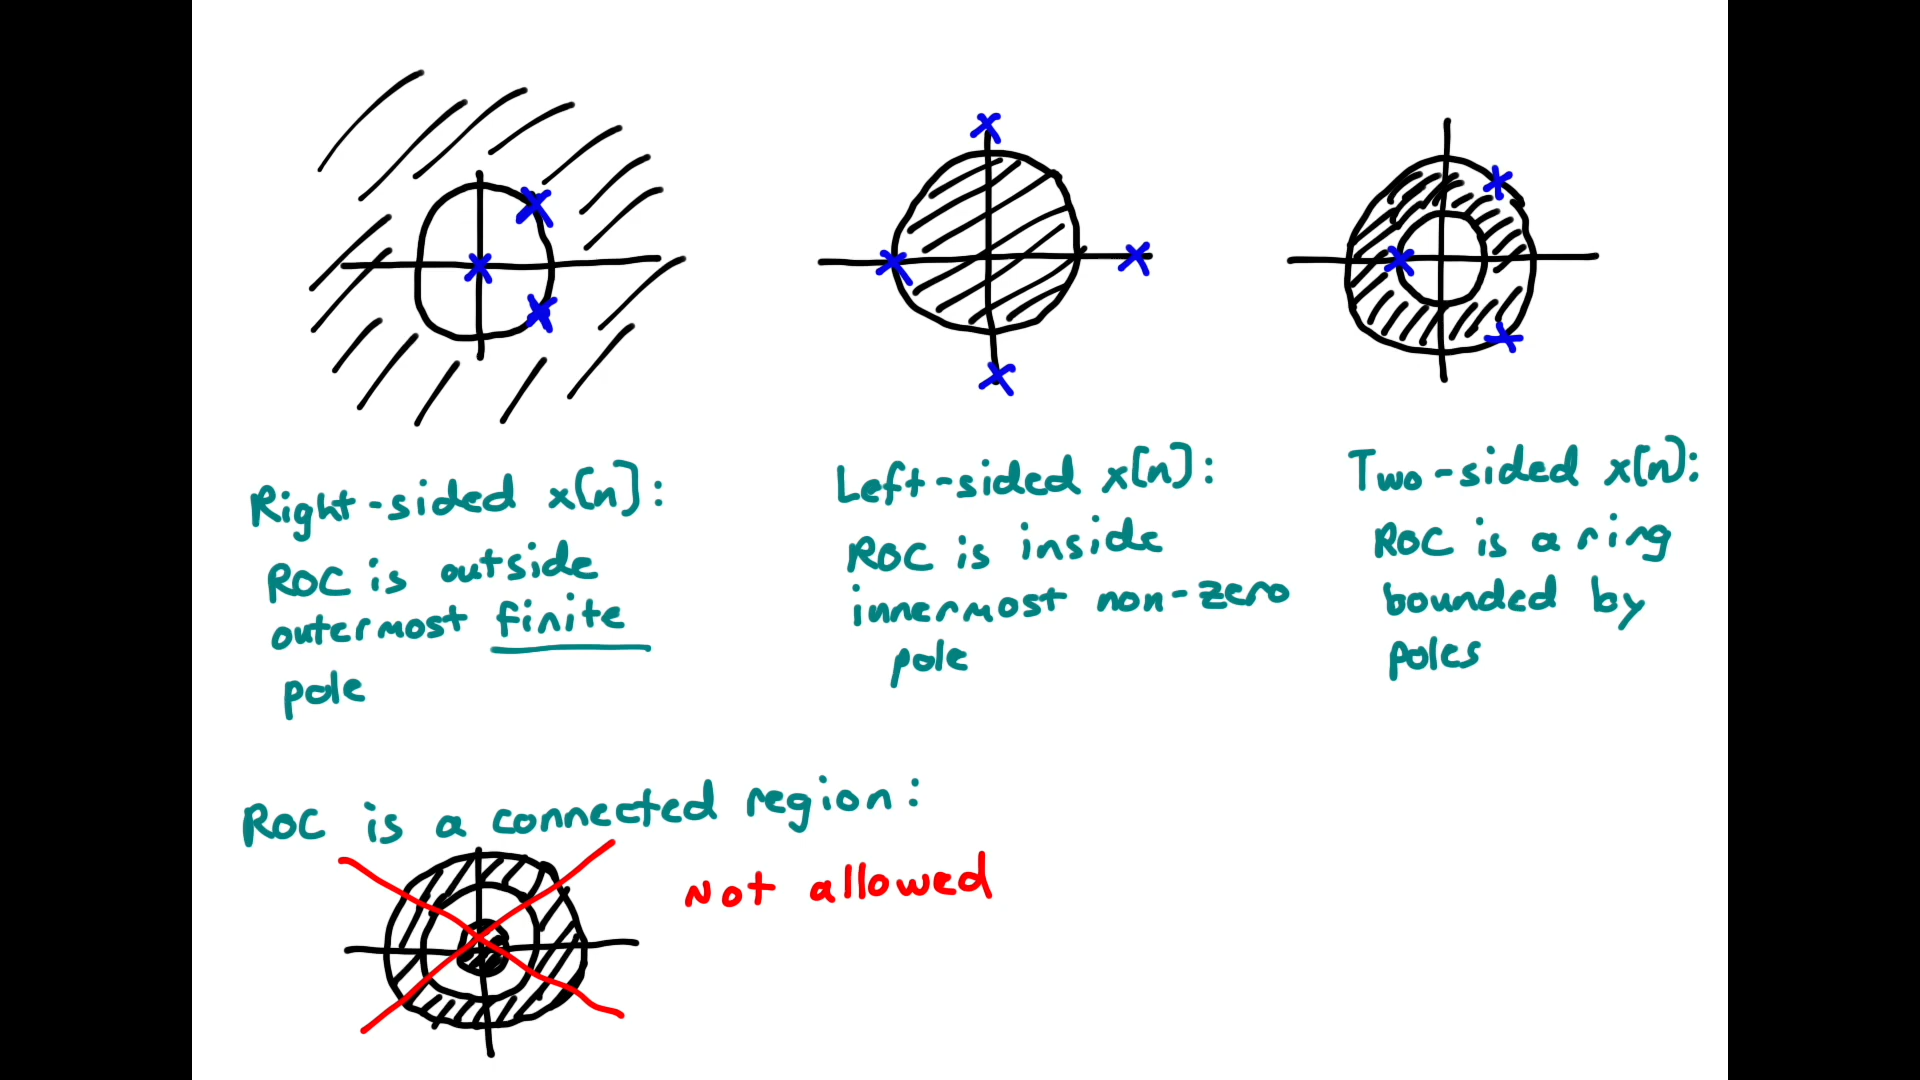 Right-sided x[n]:
ROC is outside
outermost finite
pole
Left-sided x[n]:
ROC is inside
innermost non-zero
pole
Two-sided x[n]:
ROC is a ring
bounded by
poles
ROC is a connected region:
Not allowed